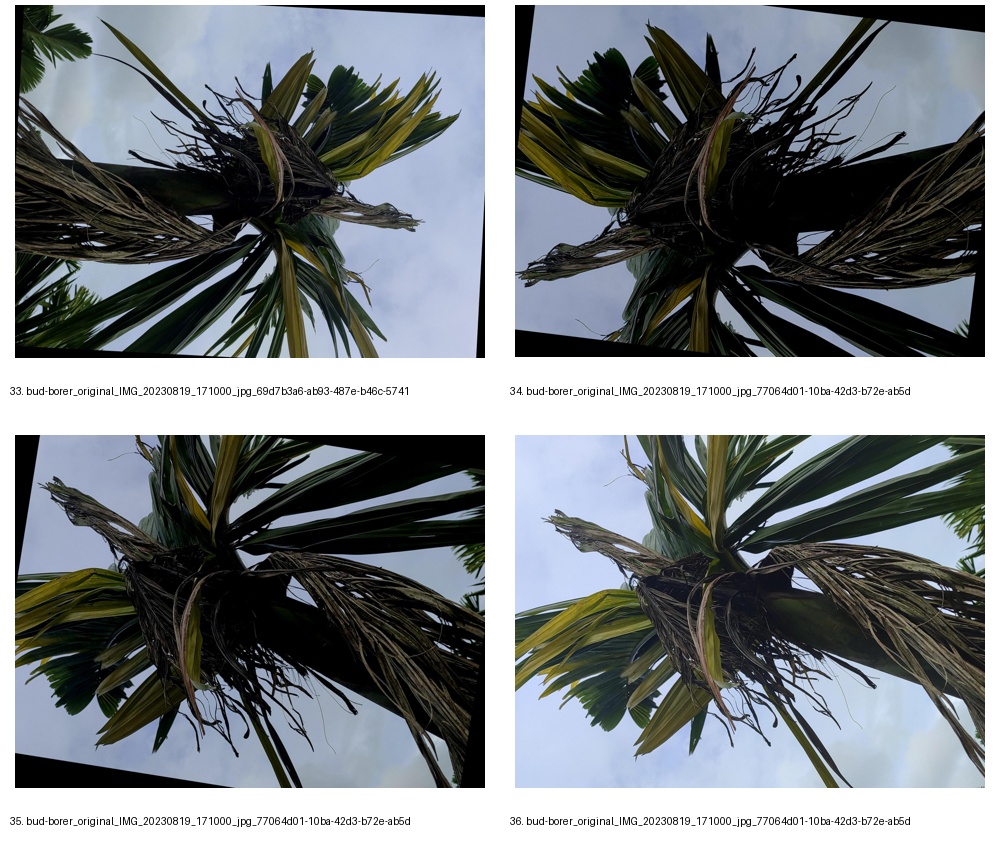 33. bud-borer_original_IMG_20230819_171000_jpg_69d7b3a6-ab93-487e-b46c-5741
34. bud-borer_original_IMG_20230819_171000_jpg_77064d01-10ba-42d3-b72e-ab5d
35. bud-borer_original_IMG_20230819_171000_jpg_77064d01-10ba-42d3-b72e-ab5d
36. bud-borer_original_IMG_20230819_171000_jpg_77064d01-10ba-42d3-b72e-ab5d